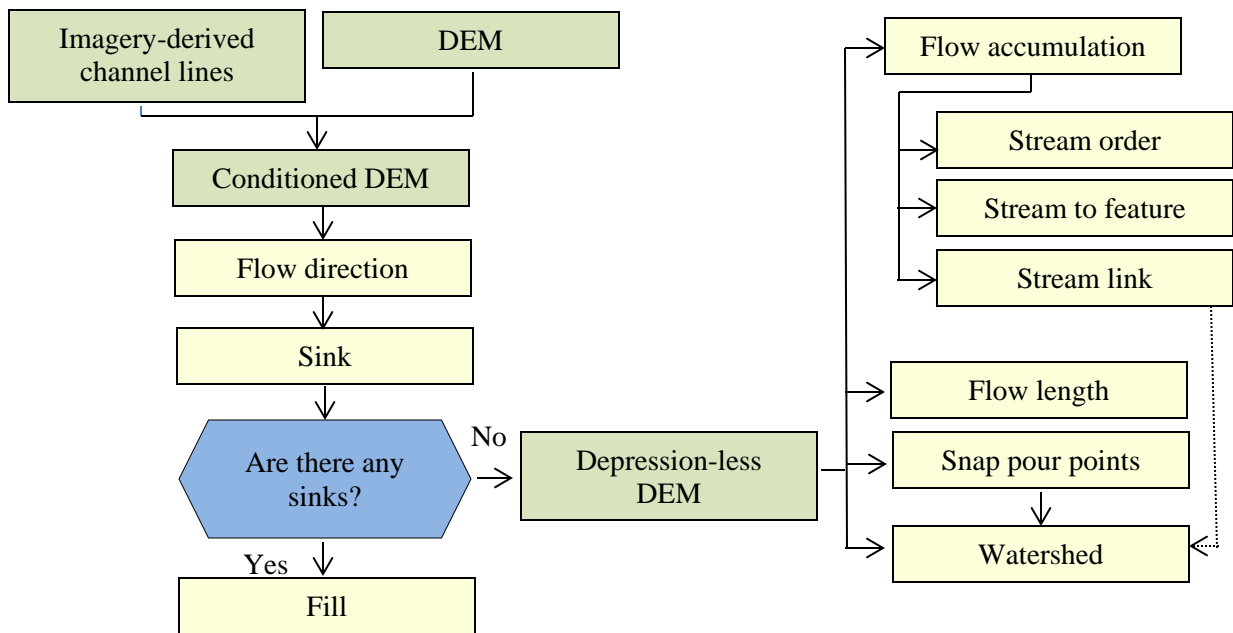 Imagery-derived
channel lines
DEM
Conditioned DEM
Flow direction
Sink
Are there any
sinks?
No
Yes
Fill
Depression-less
DEM
Flow accumulation
Stream order
Stream to feature
Stream link
Flow length
Snap pour points
Watershed